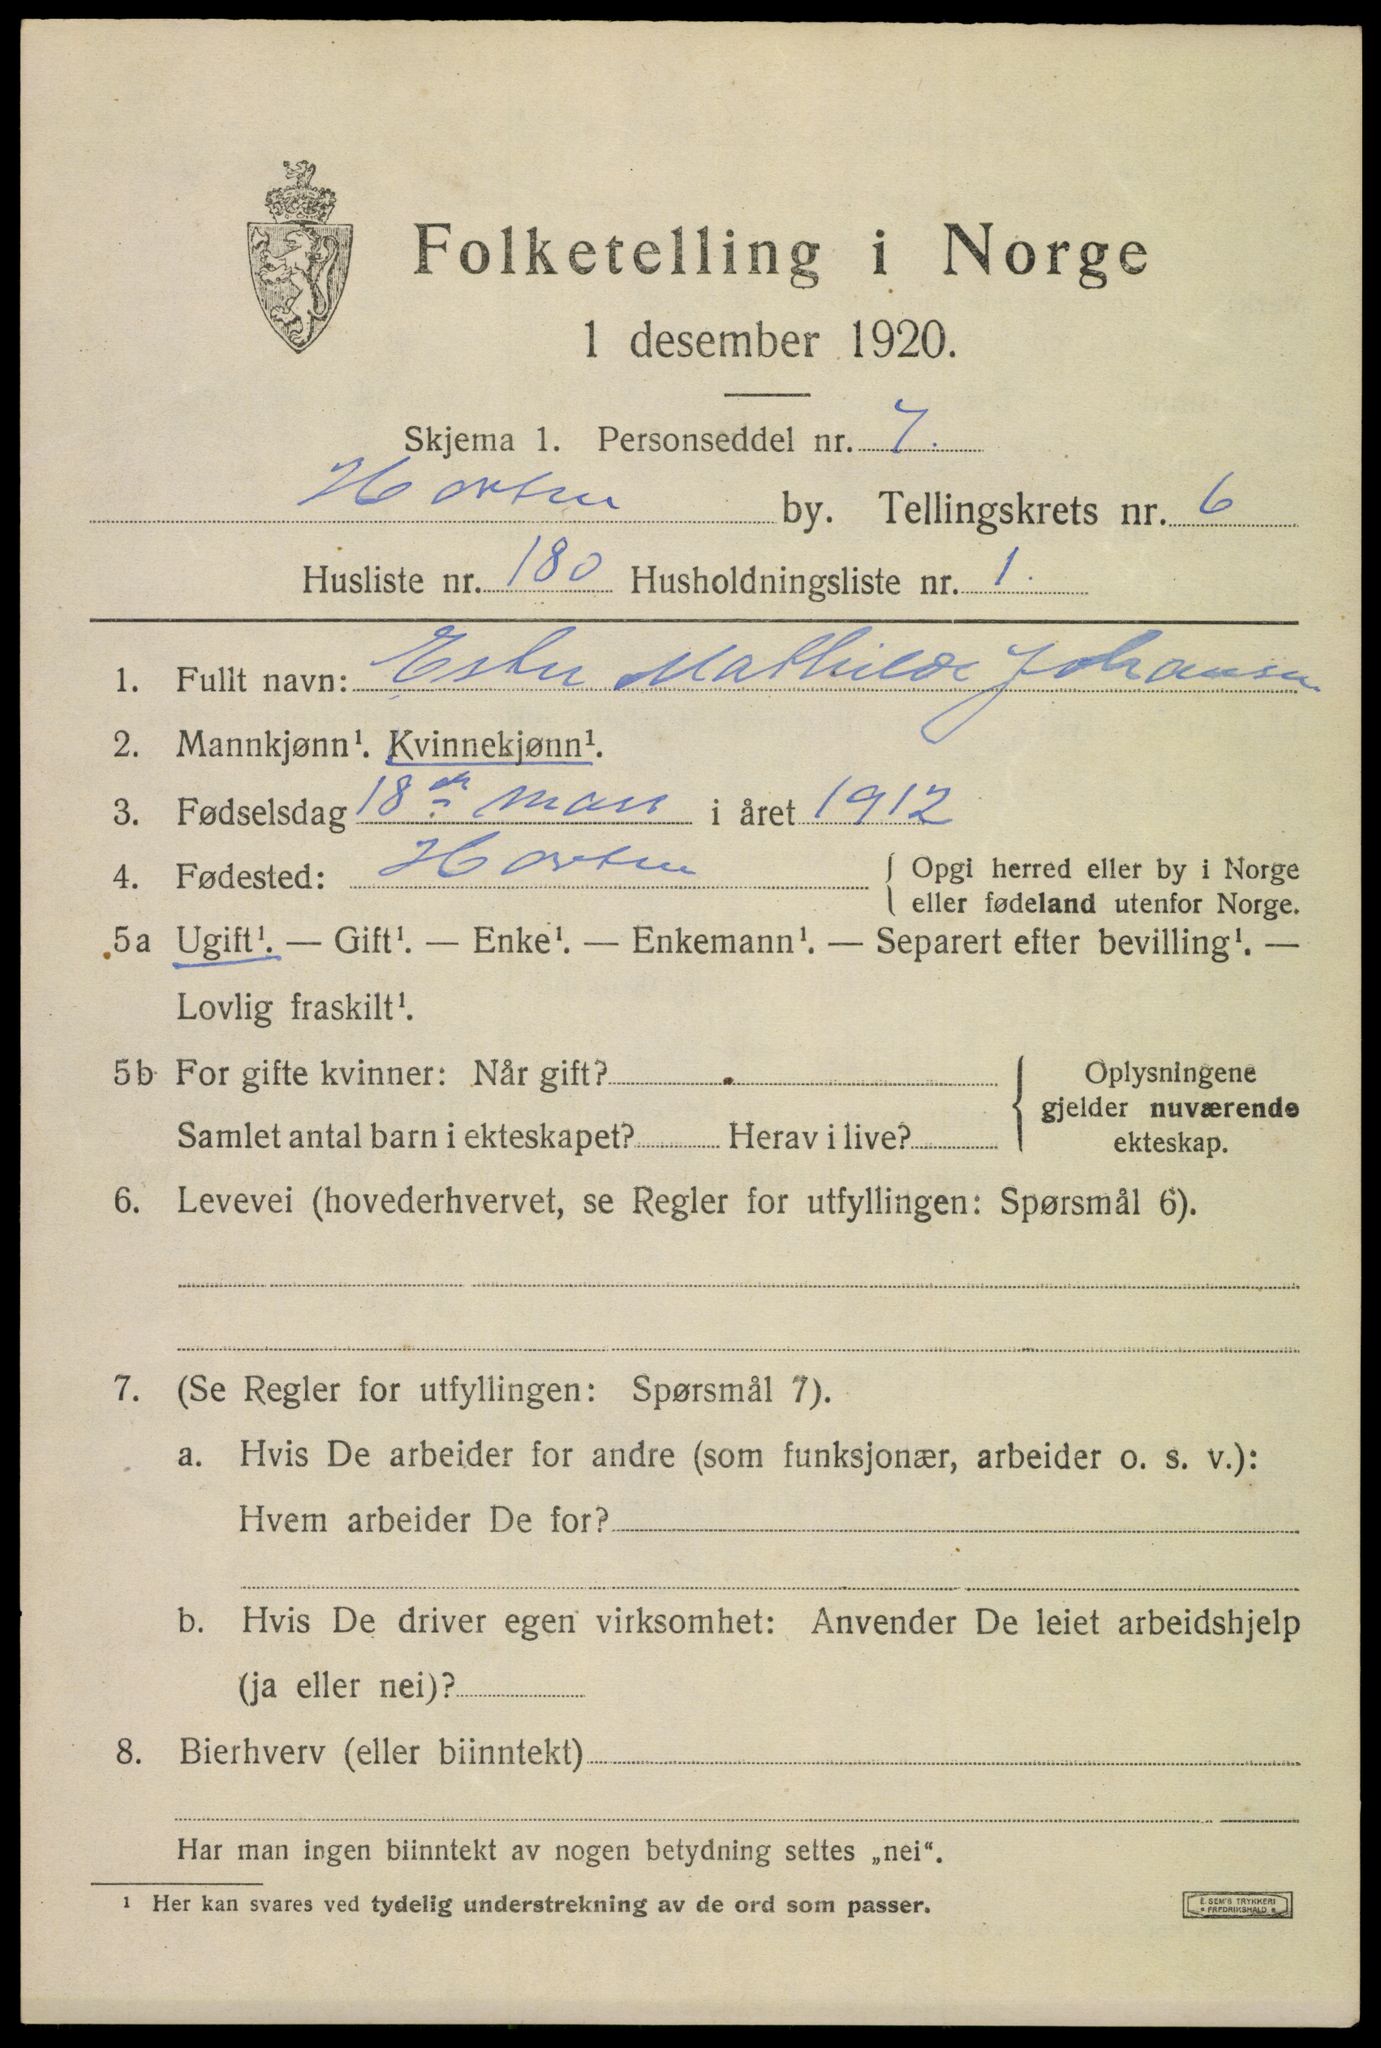 Folketelling i Norge
1 desember 1920.
Skjema 1. Personseddel nr. 7.
Horten by. Tellingskrets nr. 6
Husliste nr. 180 Husholdningsliste nr. 1.
1. Fullt navn: Ester Mathilde Johansen
2. Mannkjønn¹. Kvinnekjønn¹.
3. Fødselsdag 18de mars i året 1912
4. Fødested: Horten { Opgi herred eller by i Norge
eller fødeland utenfor Norge.
5a Ugift¹. — Gift¹. — Enke¹. — Enkemann¹. — Separert efter bevilling¹. —
Lovlig fraskilt¹.
5b For gifte kvinner: Når gift? { Oplysningene
gjelder nuværende
Samlet antal barn i ekteskapet? Herav i live? ekteskap.
6. Levevei (hovederhvervet, se Regler for utfyllingen: Spørsmål 6).
7. (Se Regler for utfyllingen: Spørsmål 7).
a. Hvis De arbeider for andre (som funksjonær, arbeider o. s. v.):
Hvem arbeider De for?
b. Hvis De driver egen virksomhet: Anvender De leiet arbeidshjelp
(ja eller nei)?
8. Bierhverv (eller biinntekt)
Har man ingen biinntekt av nogen betydning settes „nei“.
¹ Her kan svares ved tydelig understrekning av de ord som passer.
E. SEM'S TRYKKERI
FREDRIKSHALD